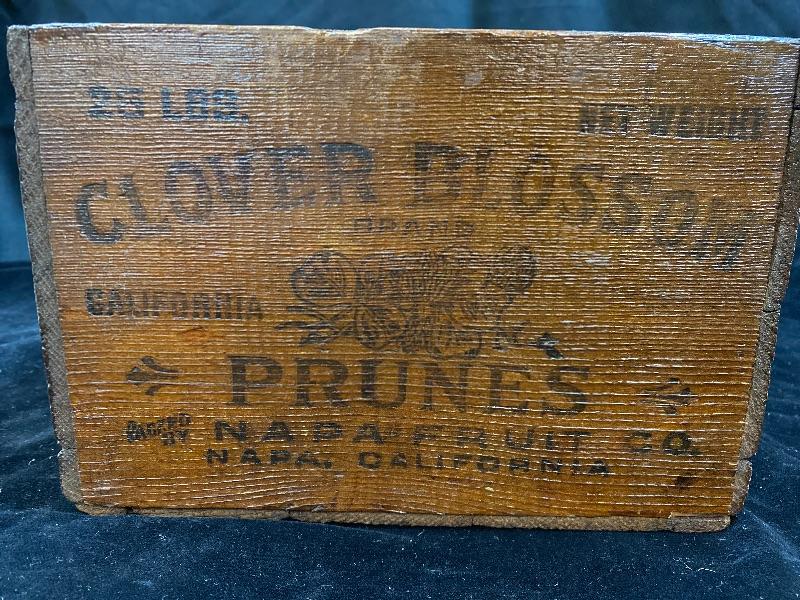 25 LBS. NET WEIGHT
CLOVER BLOSSOM
BRAND
CALIFORNIA
PRUNES
PACKED BY NAPA FRUIT CO.
NAPA, CALIFORNIA